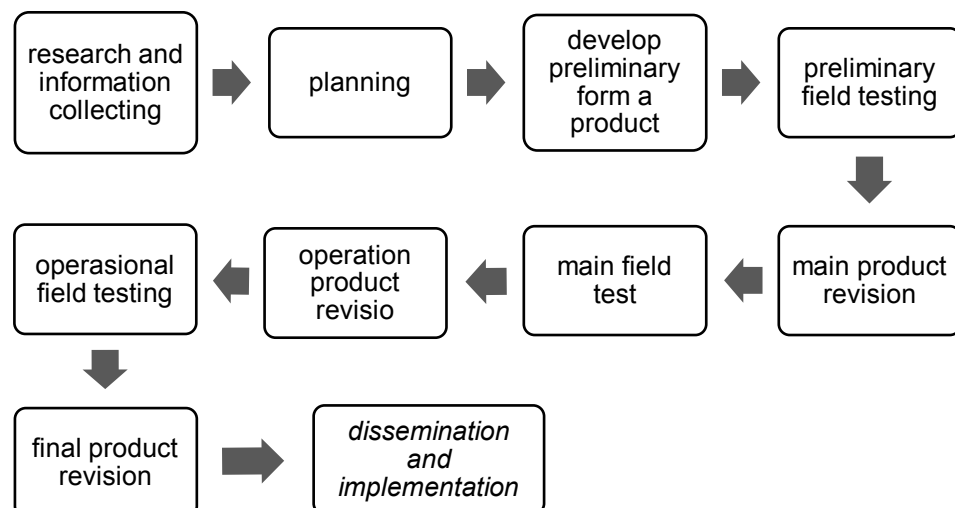 research and
information
collecting
planning
develop
preliminary
form a
product
preliminary
field testing
main product
revision
main field
test
operation
product
revisio
operasional
field testing
final product
revision
dissemination
and
implementation